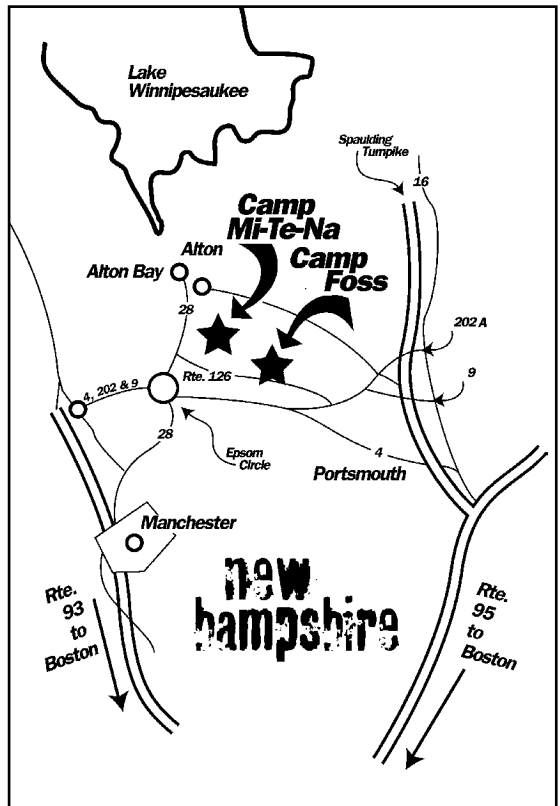 Lake
Winnipesaukee
Spaulding
Turnpike
16
Camp
Mi-Te-Na
Alton
Camp
Foss
Alton Bay
28
202 A
Rte. 126
9
4, 202 & 9
28
Epsom
Circle
4
Portsmouth
Manchester
new
hampshire
Rte.
93
to
Boston
Rte.
95
to
Boston